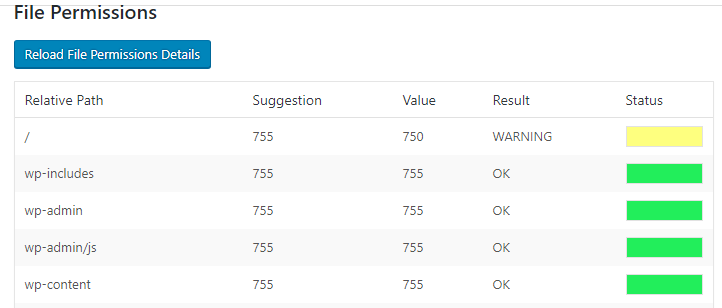 File Permissions
Reload File Permissions Details
Relative Path Suggestion Value Result Status
/ 755 750 WARNING
wp-includes 755 755 OK
wp-admin 755 755 OK
wp-admin/js 755 755 OK
wp-content 755 755 OK